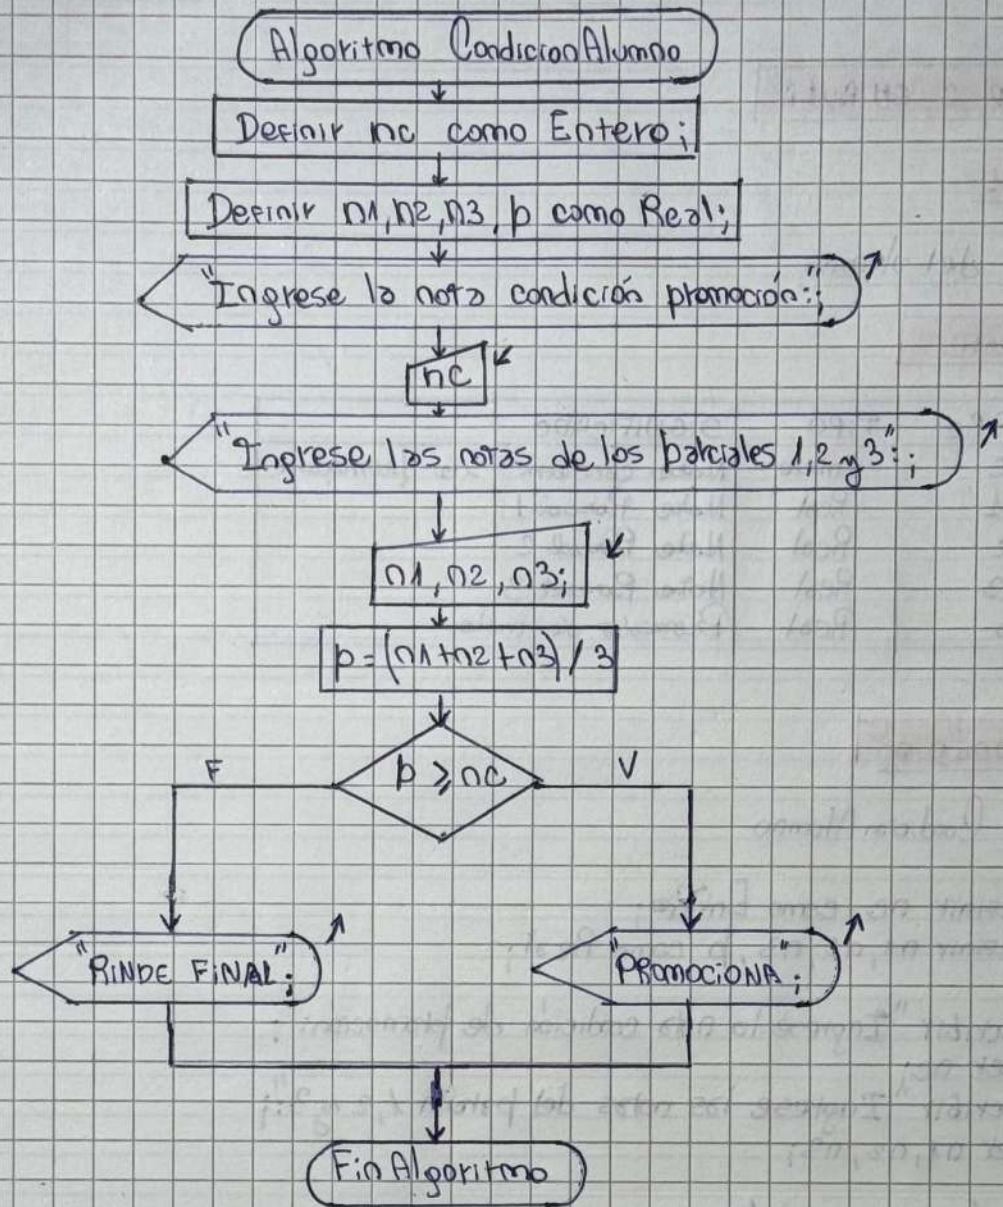 Algoritmo CondicionAlumno
Definir nc como Entero;
Definir n1, n2, n3, p como Real;
"Ingrese la nota condición promoción:";
nc
"Ingrese las notas de los parciales 1, 2 y 3:";
n1, n2, n3;
p = (n1+n2+n3) / 3
p ≥ nc
F
V
"RINDE FINAL";
"PROMOCIONA";
FinAlgoritmo